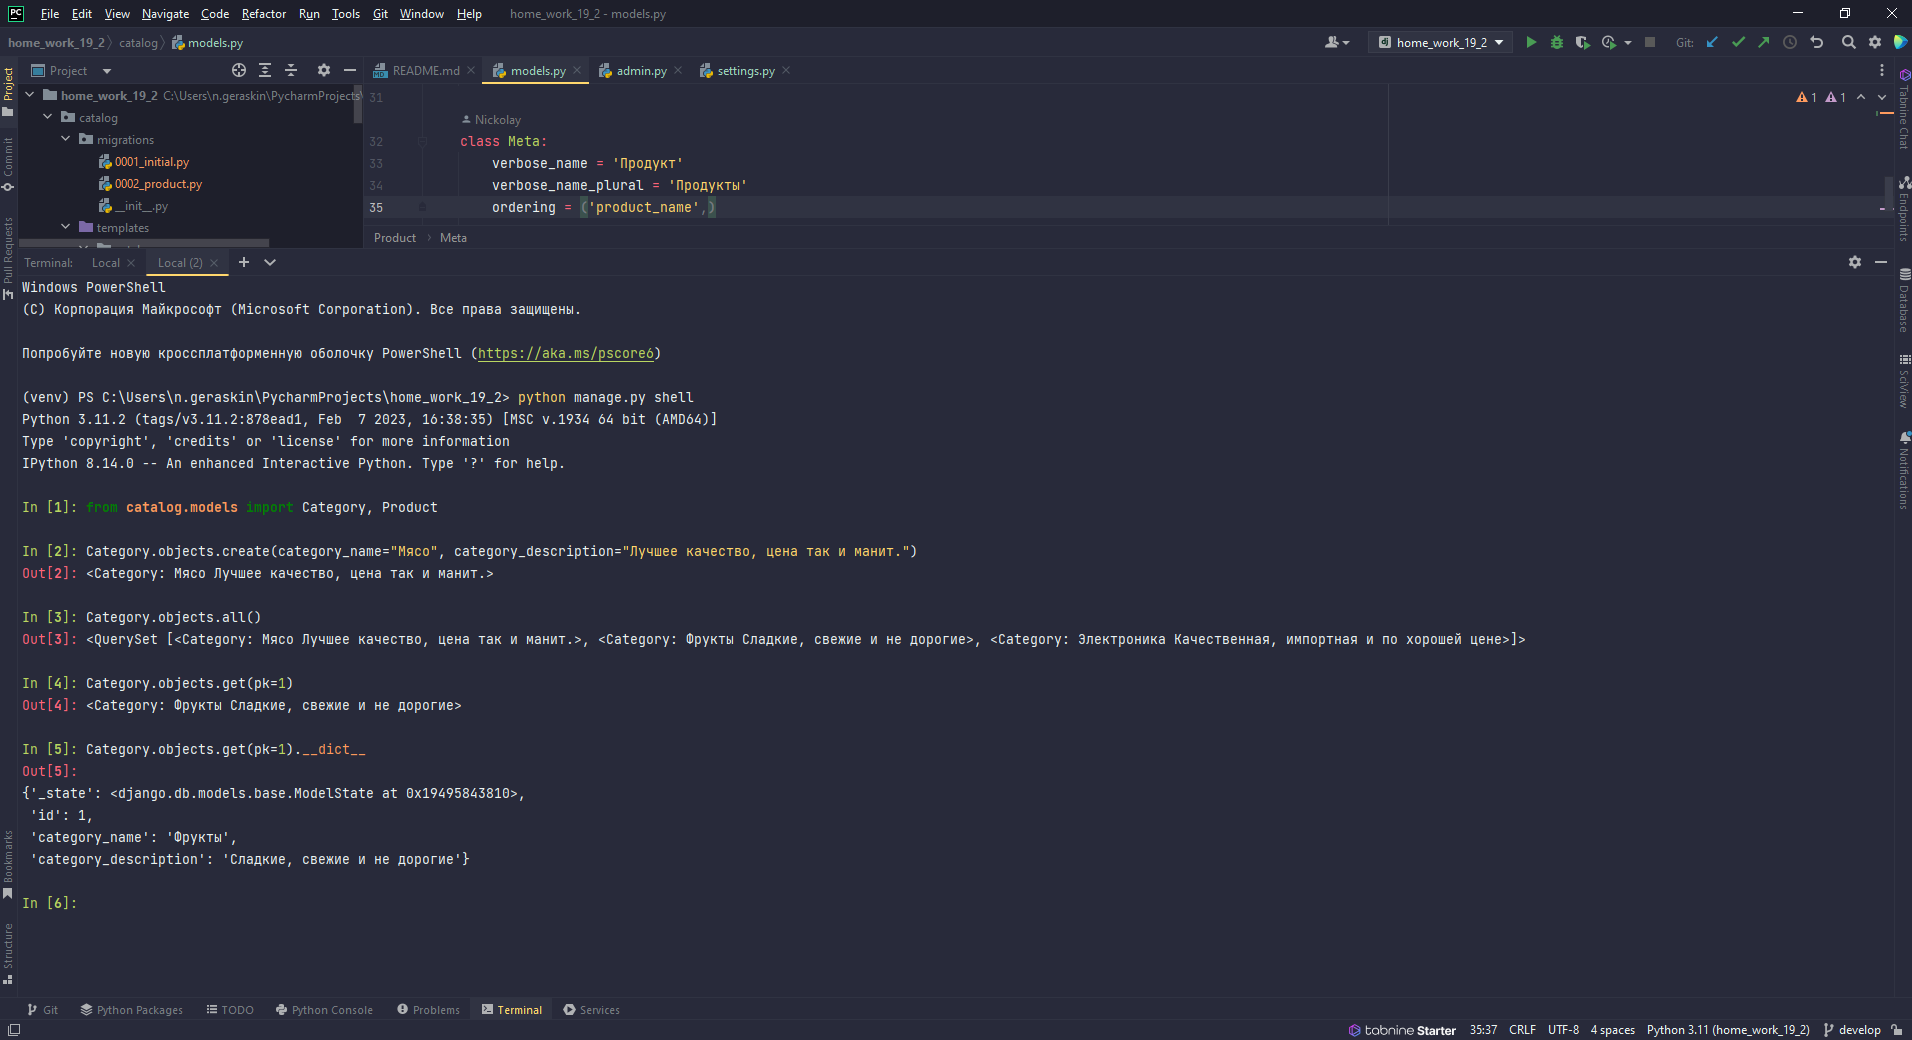 PC File Edit View Navigate Code Refactor Run Tools Git Window Help home_work_19_2 - models.py
home_work_19_2 catalog models.py
home_work_19_2 Git:
Project
README.md models.py admin.py settings.py
home_work_19_2 C:\Users\n.geraskin\PycharmProjects\
catalog
migrations
0001_initial.py
0002_product.py
__init__.py
templates
31
Nickolay
1 1
32 class Meta:
33 verbose_name = 'Продукт'
34 verbose_name_plural = 'Продукты'
35 ordering = ('product_name',)
Product Meta
Terminal: Local Local (2)
Windows PowerShell
(C) Корпорация Майкрософт (Microsoft Corporation). Все права защищены.
Попробуйте новую кроссплатформенную оболочку PowerShell (https://aka.ms/pscore6)
(venv) PS C:\Users\n.geraskin\PycharmProjects\home_work_19_2> python manage.py shell
Python 3.11.2 (tags/v3.11.2:878ead1, Feb  7 2023, 16:38:35) [MSC v.1934 64 bit (AMD64)]
Type 'copyright', 'credits' or 'license' for more information
IPython 8.14.0 -- An enhanced Interactive Python. Type '?' for help.
In [1]: from catalog.models import Category, Product
In [2]: Category.objects.create(category_name="Мясо", category_description="Лучшее качество, цена так и манит.")
Out[2]: <Category: Мясо Лучшее качество, цена так и манит.>
In [3]: Category.objects.all()
Out[3]: <QuerySet [<Category: Мясо Лучшее качество, цена так и манит.>, <Category: Фрукты Сладкие, свежие и не дорогие>, <Category: Электроника Качественная, импортная и по хорошей цене>]>
In [4]: Category.objects.get(pk=1)
Out[4]: <Category: Фрукты Сладкие, свежие и не дорогие>
In [5]: Category.objects.get(pk=1).__dict__
Out[5]:
{'_state': <django.db.models.base.ModelState at 0x19495843810>,
'id': 1,
'category_name': 'Фрукты',
'category_description': 'Сладкие, свежие и не дорогие'}
In [6]:
Project
Commit
Pull Requests
Bookmarks
Structure
Tabnine Chat
Endpoints
Database
SciView
Notifications
Git Python Packages TODO Python Console Problems Terminal Services
tabnine Starter 35:37 CRLF UTF-8 4 spaces Python 3.11 (home_work_19_2) develop